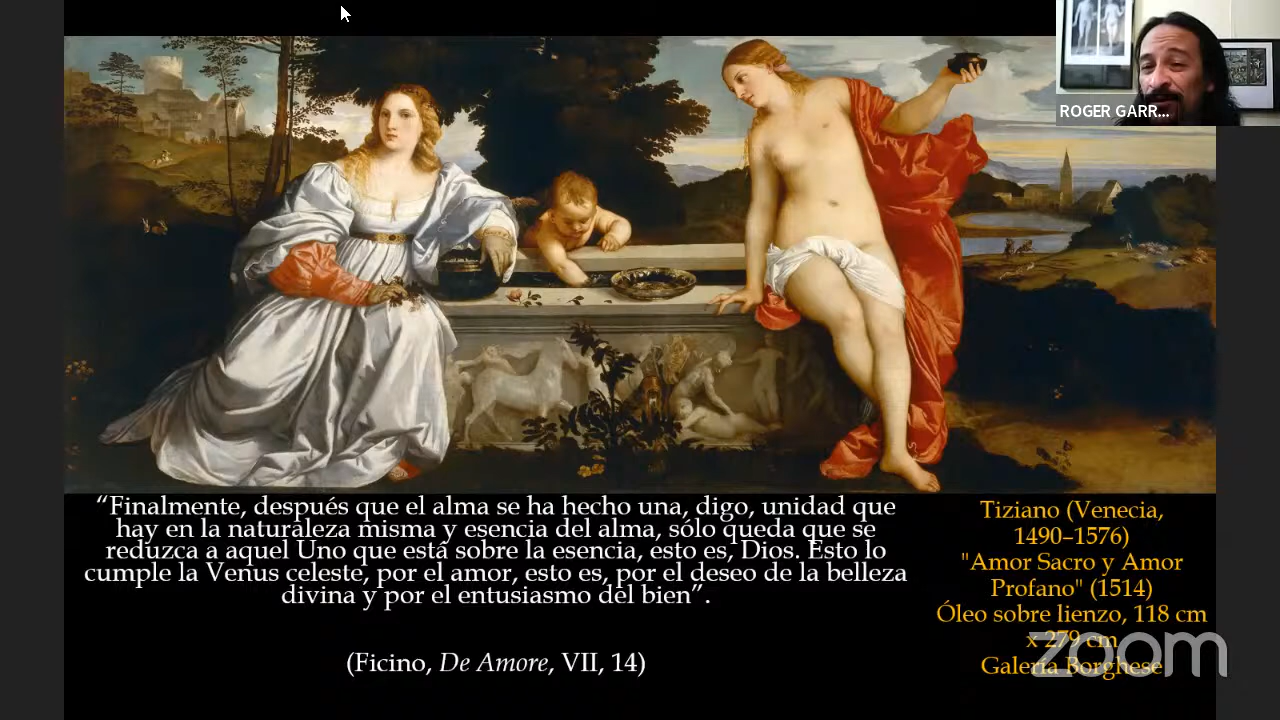 ROGER GARR...
“Finalmente, después que el alma se ha hecho una, digo, unidad que
hay en la naturaleza misma y esencia del alma, sólo queda que se
reduzca a aquel Uno que está sobre la esencia, esto es, Dios. Esto lo
cumple la Venus celeste, por el amor, esto es, por el deseo de la belleza
divina y por el entusiasmo del bien”.
(Ficino, De Amore, VII, 14)
Tiziano (Venecia,
1490–1576)
"Amor Sacro y Amor
Profano" (1514)
Óleo sobre lienzo, 118 cm
x 279 cm
Galería Borghese
zoom